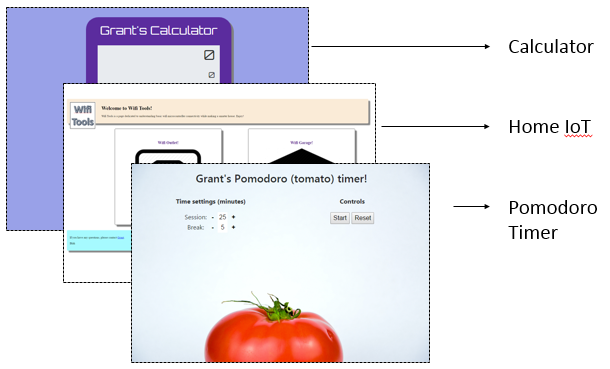 Grant's Calculator
Calculator
Wifi
Tools
Welcome to Wifi Tools!
Home IoT
Wifi Outlet!
Wifi Garage!
Grant's Pomodoro (tomato) timer!
Time settings (minutes)
Controls
Session: - 25 +
Start Reset
Break: - 5 +
Pomodoro
Timer